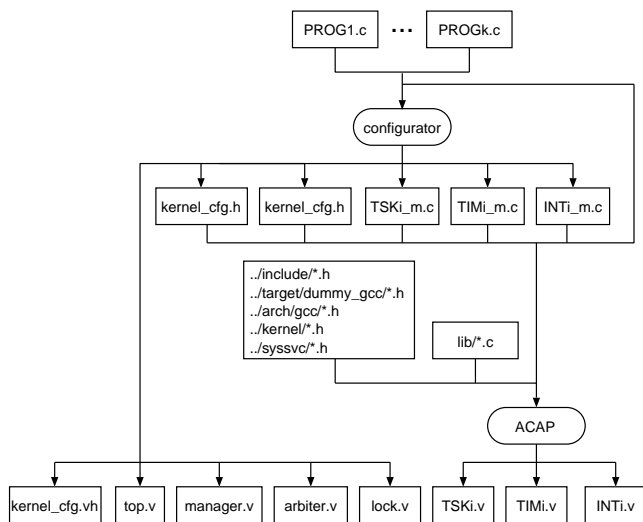 PROG1.c ... PROGk.c
configurator
kernel_cfg.h kernel_cfg.h TSKi_m.c TIMi_m.c INTi_m.c
../include/*.h
../target/dummy_gcc/*.h
../arch/gcc/*.h
../kernel/*.h
../syssvc/*.h
lib/*.c
ACAP
kernel_cfg.vh top.v manager.v arbiter.v lock.v TSKi.v TIMi.v INTi.v